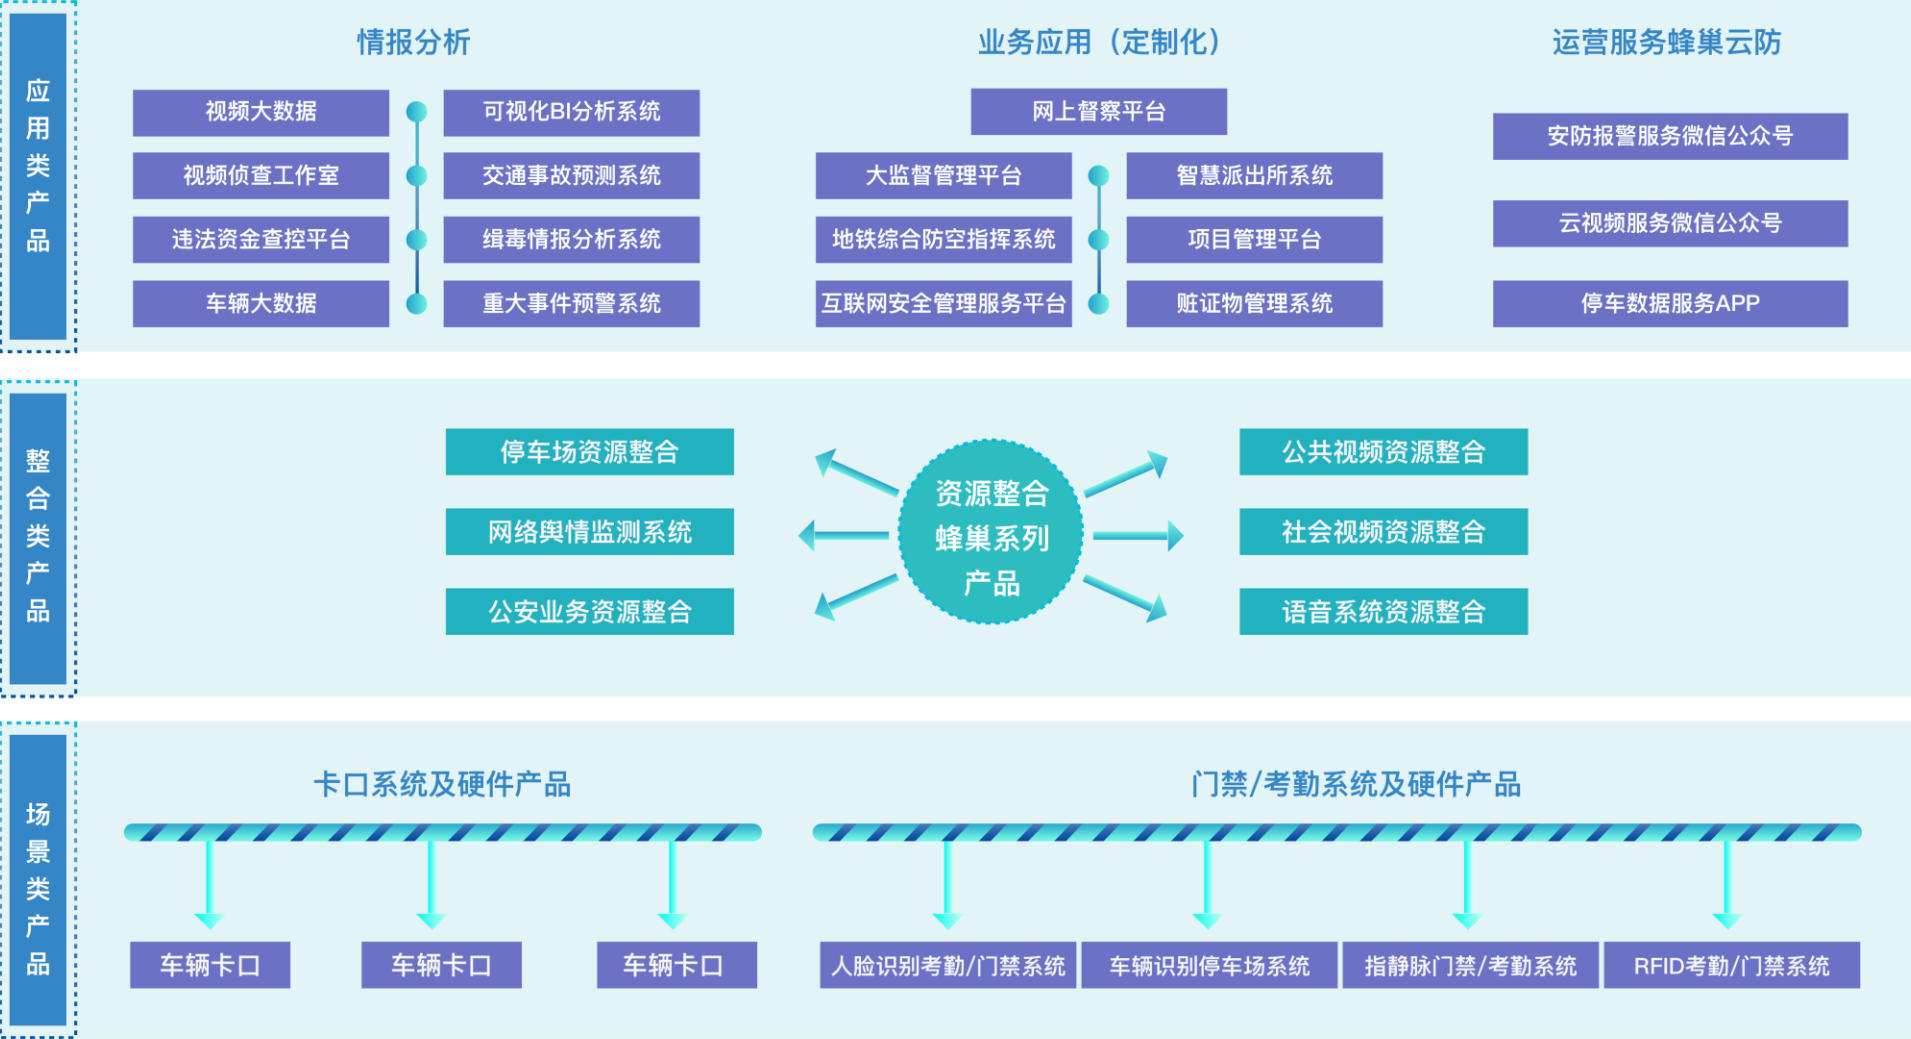 应用类产品
情报分析
视频大数据
可视化BI分析系统
视频侦查工作室
交通事故预测系统
违法资金查控平台
缉毒情报分析系统
车辆大数据
重大事件预警系统
业务应用（定制化）
网上督察平台
大监督管理平台
智慧派出所系统
地铁综合防空指挥系统
项目管理平台
互联网安全管理服务平台
赃证物管理系统
运营服务蜂巢云防
安防报警服务微信公众号
云视频服务微信公众号
停车数据服务APP
整合类产品
停车场资源整合
网络舆情监测系统
公安业务资源整合
资源整合
蜂巢系列
产品
公共视频资源整合
社会视频资源整合
语音系统资源整合
场景类产品
卡口系统及硬件产品
车辆卡口
车辆卡口
车辆卡口
门禁/考勤系统及硬件产品
人脸识别考勤/门禁系统
车辆识别停车场系统
指静脉门禁/考勤系统
RFID考勤/门禁系统